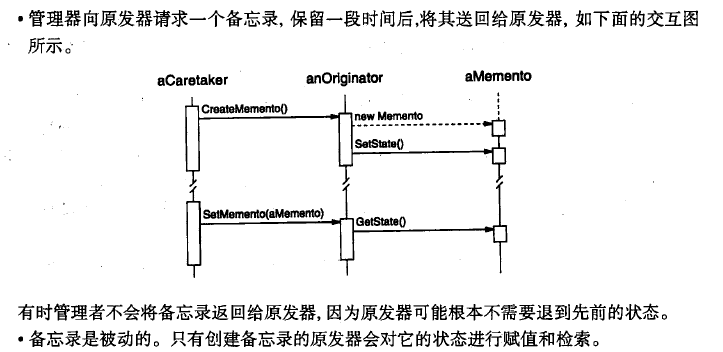 • 管理器向原发器请求一个备忘录, 保留一段时间后,将其送回给原发器, 如下面的交互图
所示。
aCaretaker anOriginator aMemento
CreateMemento()
new Memento
SetState()
SetMemento(aMemento)
GetState()
有时管理者不会将备忘录返回给原发器, 因为原发器可能根本不需要退到先前的状态。
• 备忘录是被动的。只有创建备忘录的原发器会对它的状态进行赋值和检索。